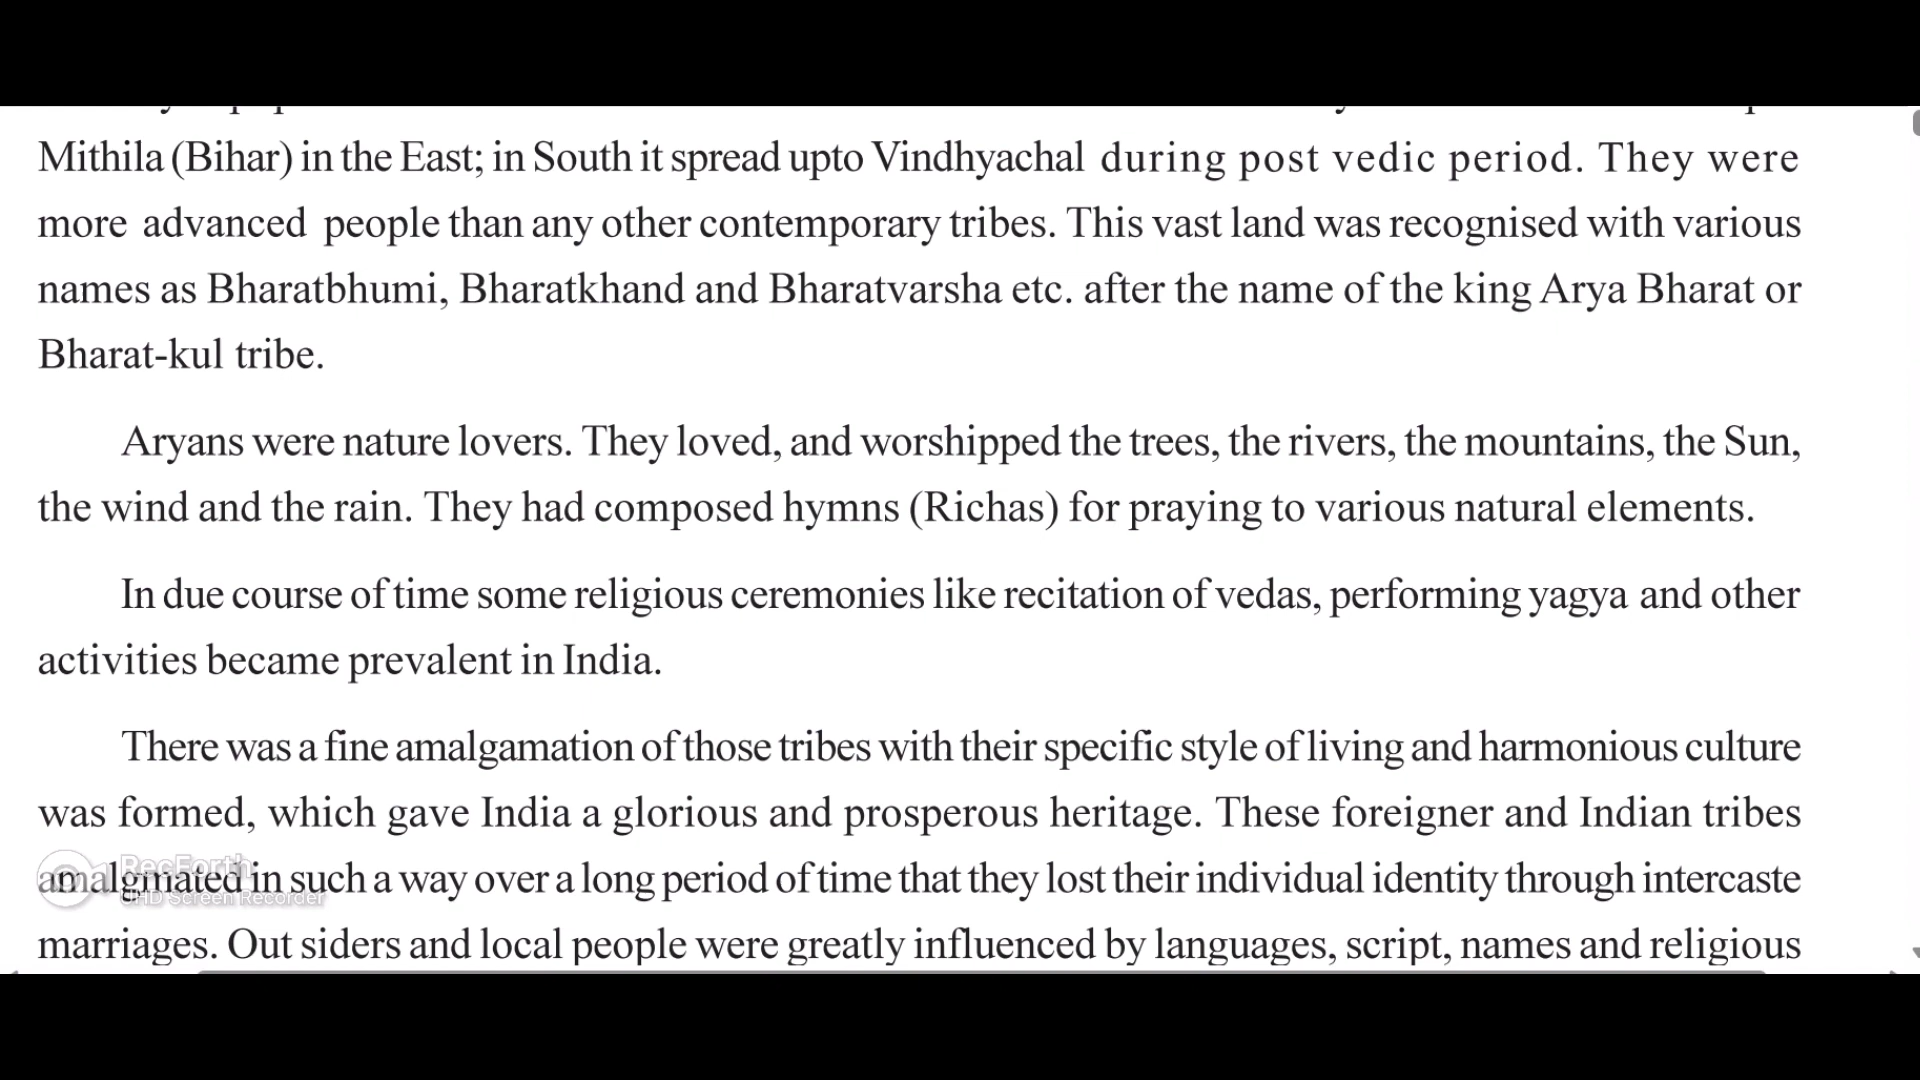 Mithila (Bihar) in the East; in South it spread upto Vindhyachal during post vedic period. They were
more advanced people than any other contemporary tribes. This vast land was recognised with various
names as Bharatbhumi, Bharatkhand and Bharatvarsha etc. after the name of the king Arya Bharat or
Bharat-kul tribe.
Aryans were nature lovers. They loved, and worshipped the trees, the rivers, the mountains, the Sun,
the wind and the rain. They had composed hymns (Richas) for praying to various natural elements.
In due course of time some religious ceremonies like recitation of vedas, performing yagya and other
activities became prevalent in India.
There was a fine amalgamation of those tribes with their specific style of living and harmonious culture
was formed, which gave India a glorious and prosperous heritage. These foreigner and Indian tribes
RecForth
amalgmated in such a way over a long period of time that they lost their individual identity through intercaste
UHD Screen Recorder
marriages. Out siders and local people were greatly influenced by languages, script, names and religious